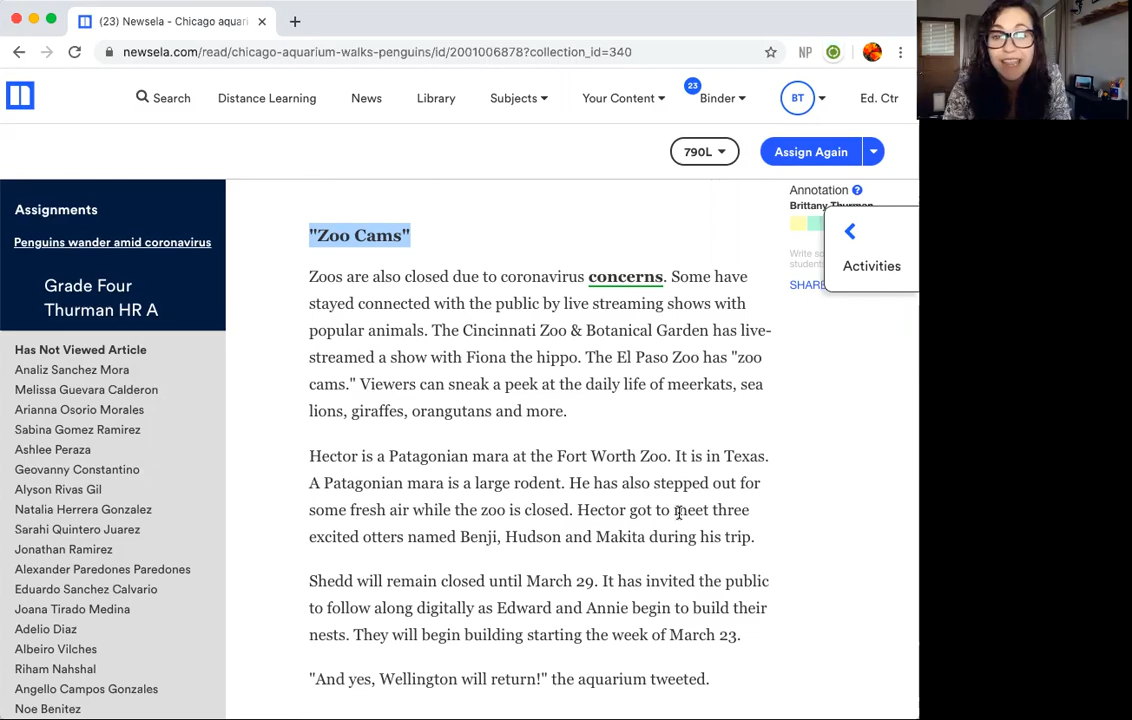 (23) Newsela - Chicago aquari
newsela.com/read/chicago-aquarium-walks-penguins/id/2001006878?collection_id=340
NP
Search
Distance Learning
News
Library
Subjects
Your Content
23
Binder
BT
Ed. Ctr
790L
Assign Again
Assignments
Penguins wander amid coronavirus
Grade Four
Thurman HR A
Has Not Viewed Article
Analiz Sanchez Mora
Melissa Guevara Calderon
Arianna Osorio Morales
Sabina Gomez Ramirez
Ashlee Peraza
Geovanny Constantino
Alyson Rivas Gil
Natalia Herrera Gonzalez
Sarahi Quintero Juarez
Jonathan Ramirez
Alexander Paredones Paredones
Eduardo Sanchez Calvario
Joana Tirado Medina
Adelio Diaz
Albeiro Vilches
Riham Nahshal
Angello Campos Gonzales
Noe Benitez
"Zoo Cams"
Zoos are also closed due to coronavirus concerns. Some have
stayed connected with the public by live streaming shows with
popular animals. The Cincinnati Zoo & Botanical Garden has live-
streamed a show with Fiona the hippo. The El Paso Zoo has "zoo
cams." Viewers can sneak a peek at the daily life of meerkats, sea
lions, giraffes, orangutans and more.
Hector is a Patagonian mara at the Fort Worth Zoo. It is in Texas.
A Patagonian mara is a large rodent. He has also stepped out for
some fresh air while the zoo is closed. Hector got to meet three
excited otters named Benji, Hudson and Makita during his trip.
Shedd will remain closed until March 29. It has invited the public
to follow along digitally as Edward and Annie begin to build their
nests. They will begin building starting the week of March 23.
"And yes, Wellington will return!" the aquarium tweeted.
Annotation
Brittany Thurman
Write so
students
SHARE
Activities